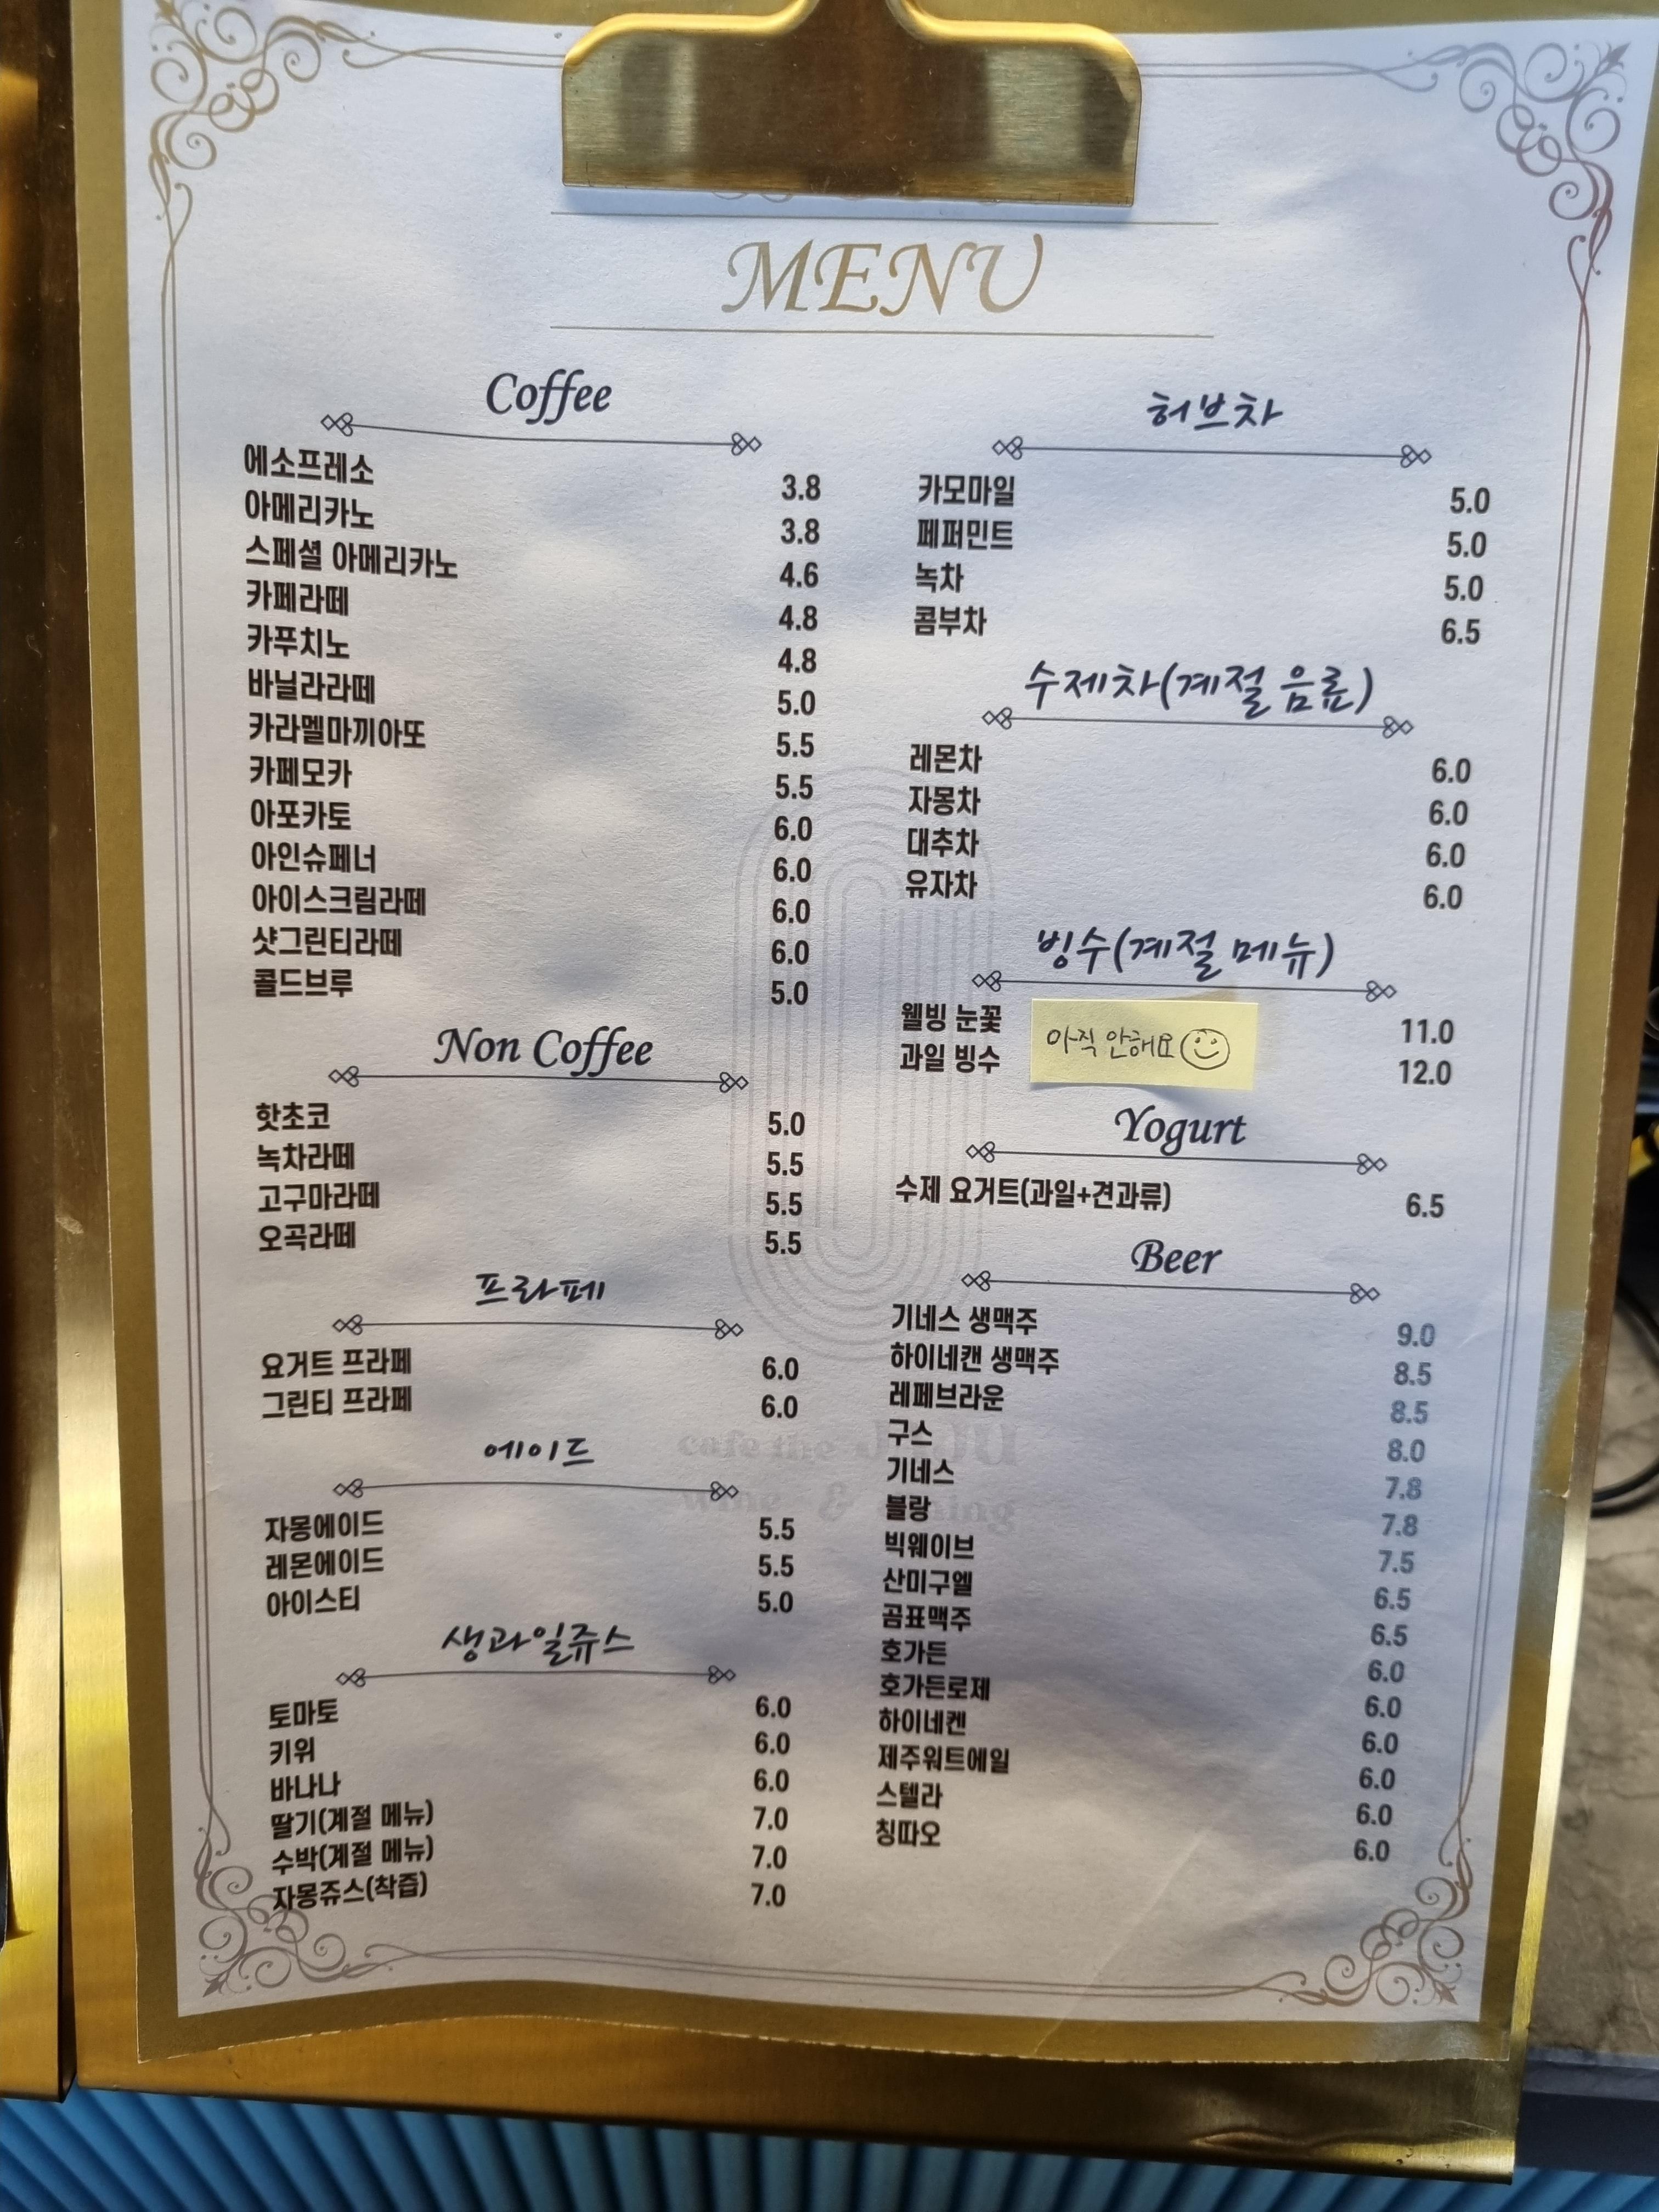 MENU
Coffee
에소프레소 3.8
아메리카노 3.8
스페셜 아메리카노 4.6
카페라떼 4.8
카푸치노 4.8
바닐라라떼 5.0
카라멜마끼아또 5.5
카페모카 5.5
아포카토 6.0
아인슈페너 6.0
아이스크림라떼 6.0
샷그린티라떼 6.0
콜드브루 5.0
Non Coffee
핫초코 5.0
녹차라떼 5.5
고구마라떼 5.5
오곡라떼 5.5
프라페
요거트 프라페 6.0
그린티 프라페 6.0
에이드
자몽에이드 5.5
레몬에이드 5.5
아이스티 5.0
생과일쥬스
토마토 6.0
키위 6.0
바나나 6.0
딸기(계절 메뉴) 7.0
수박(계절 메뉴) 7.0
자몽쥬스(착즙) 7.0
허브차
카모마일 5.0
페퍼민트 5.0
녹차 5.0
콤부차 6.5
수제차(계절 음료)
레몬차 6.0
자몽차 6.0
대추차 6.0
유자차 6.0
빙수(계절 메뉴)
웰빙 눈꽃 11.0
과일 빙수 12.0
아직 안해요
Yogurt
수제 요거트(과일+견과류) 6.5
Beer
기네스 생맥주 9.0
하이네캔 생맥주 8.5
레페브라운 8.5
구스 8.0
기네스 7.8
블랑 7.8
빅웨이브 7.5
산미구엘 6.5
곰표맥주 6.5
호가든 6.0
호가든로제 6.0
하이네켄 6.0
제주워트에일 6.0
스텔라 6.0
칭따오 6.0
cafe the
wine &